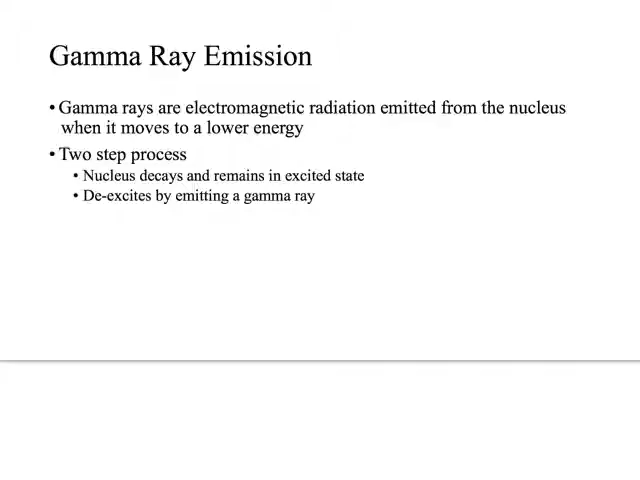 Gamma Ray Emission
• Gamma rays are electromagnetic radiation emitted from the nucleus
when it moves to a lower energy
• Two step process
• Nucleus decays and remains in excited state
• De-excites by emitting a gamma ray